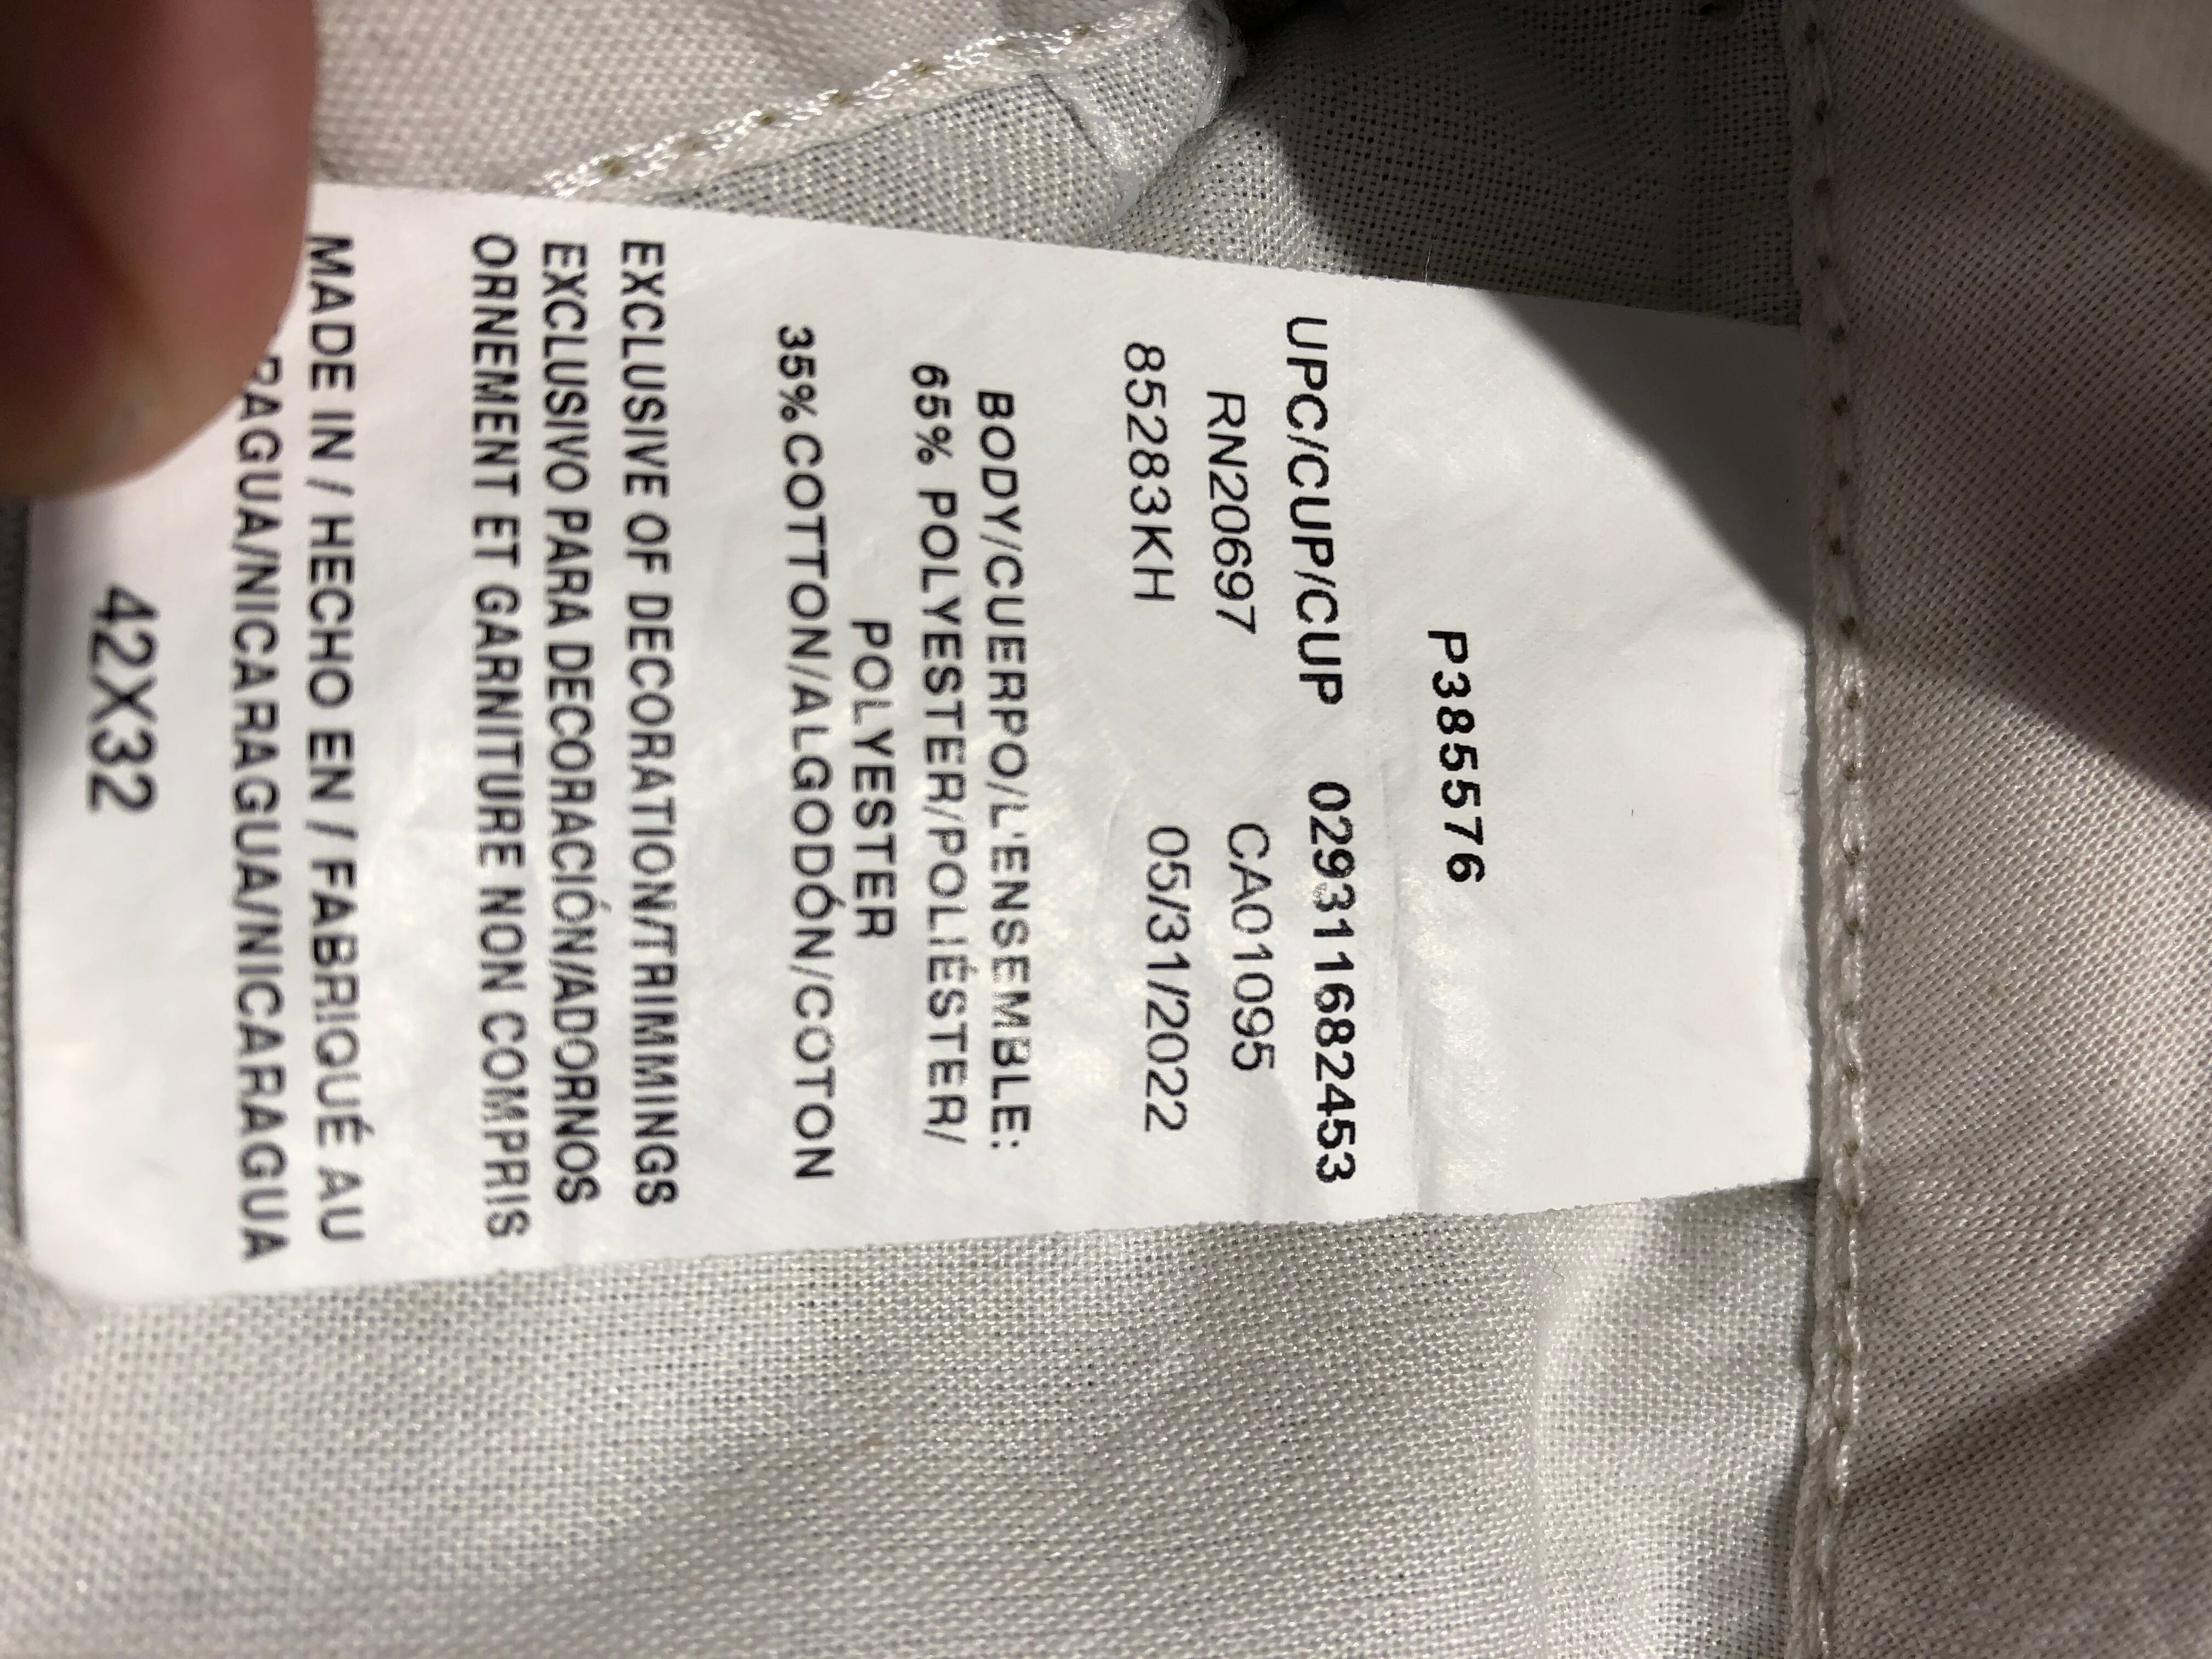 P385576
UPC/CUP/CUP 029311682453
RN20697 CA01095
85283KH 05/31/2022
BODY/CUERPO/L'ENSEMBLE:
65% POLYESTER/POLIÉSTER/
POLYESTER
35%COTTON/ALGODÓN/COTON
EXCLUSIVE OF DECORATION/TRIMMINGS
EXCLUSIVO PARA DECORACIÓN/ADORNOS
ORNEMENT ET GARNITURE NON COMPRIS
MADE IN / HECHO EN / FABRIQUÉ AU
RAGUA/NICARAGUA/NICARAGUA
42X32